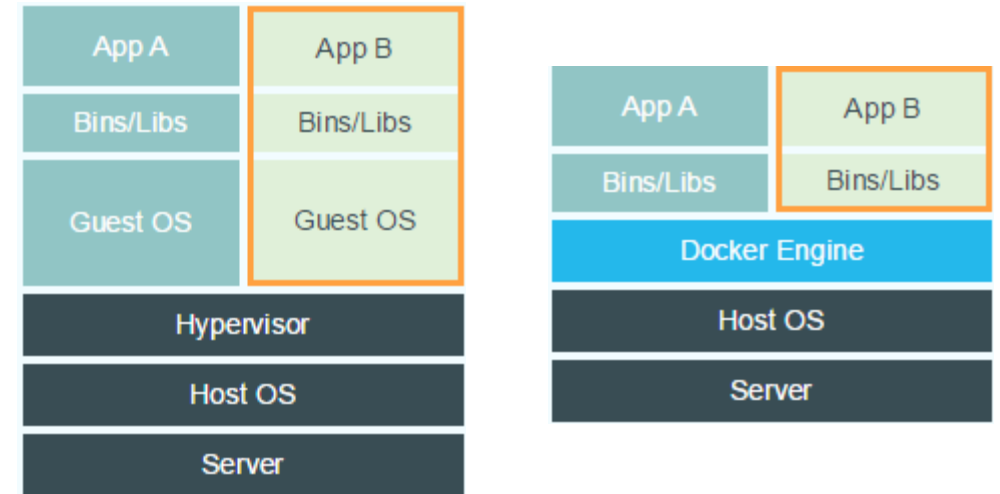 App A
App B
Bins/Libs
Bins/Libs
Guest OS
Guest OS
Hypervisor
Host OS
Server
App A
App B
Bins/Libs
Bins/Libs
Docker Engine
Host OS
Server